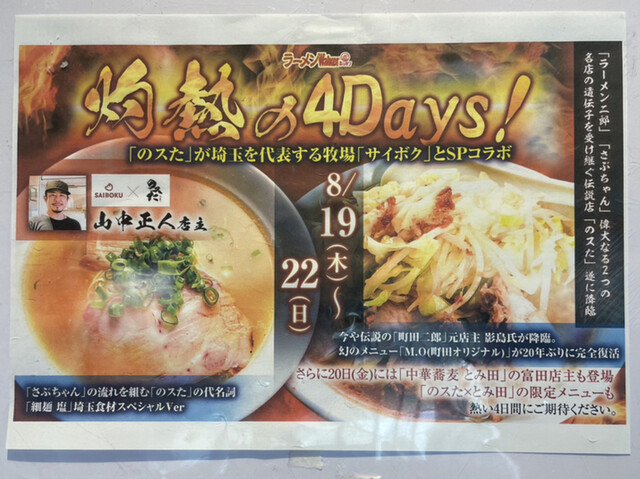 ラーメンWalker
灼熱の4Days!
「のスた」が埼玉を代表する牧場「サイボク」とSPコラボ
「ラーメン二郎」「さぶちゃん」偉大なる2つの
名店の遺伝子を受け継ぐ伝説店「のスた」遂に降臨
SAIBOKU × のスた
山中正人店主
8/19(木)〜
22(日)
今や伝説の「町田二郎」元店主 影島氏が降臨。
幻のメニュー「M.O(町田オリジナル)」が20年ぶりに完全復活
さらに20日(金)には「中華蕎麦 とみ田」の富田店主も登場
「のスた×とみ田」の限定メニューも
熱い4日間にご期待ください。
「さぶちゃん」の流れを組む「のスた」の代名詞
「細麺 塩」埼玉食材スペシャルVer